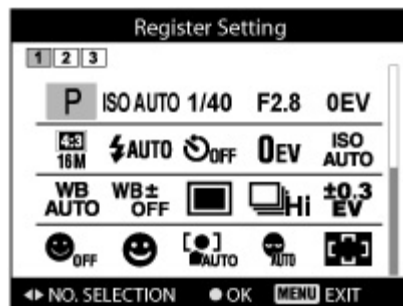 Register Setting
1 2 3
P ISO AUTO 1/40 F2.8 0EV
4:3 16M AUTO OFF 0EV ISO AUTO
WB AUTO WB± OFF Hi ±0.3 EV
OFF AUTO AUTO
NO. SELECTION OK MENU EXIT